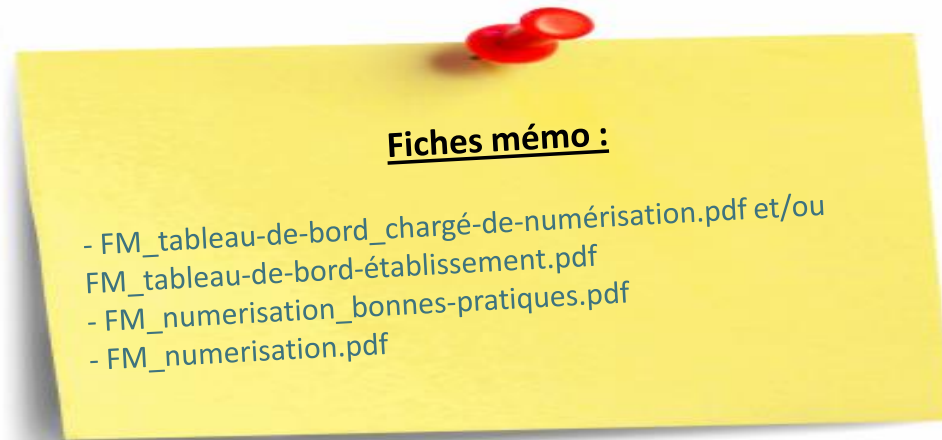 Fiches mémo :
- FM_tableau-de-bord_chargé-de-numérisation.pdf et/ou
FM_tableau-de-bord-établissement.pdf
- FM_numerisation_bonnes-pratiques.pdf
- FM_numerisation.pdf